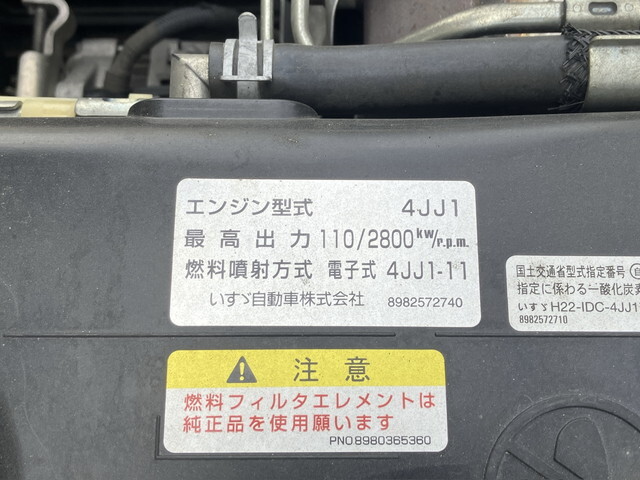 エンジン型式 4JJ1
最高出力 110/2800kW/r.p.m.
燃料噴射方式 電子式 4JJ1-11
いすゞ自動車株式会社 8982572740
国土交通省型式指定番号
指定に係わる一酸化炭素
いすゞH22-IDC-4JJ1
8982572710
注意
燃料フィルタエレメントは
純正品を使用願います
PNO8980365360